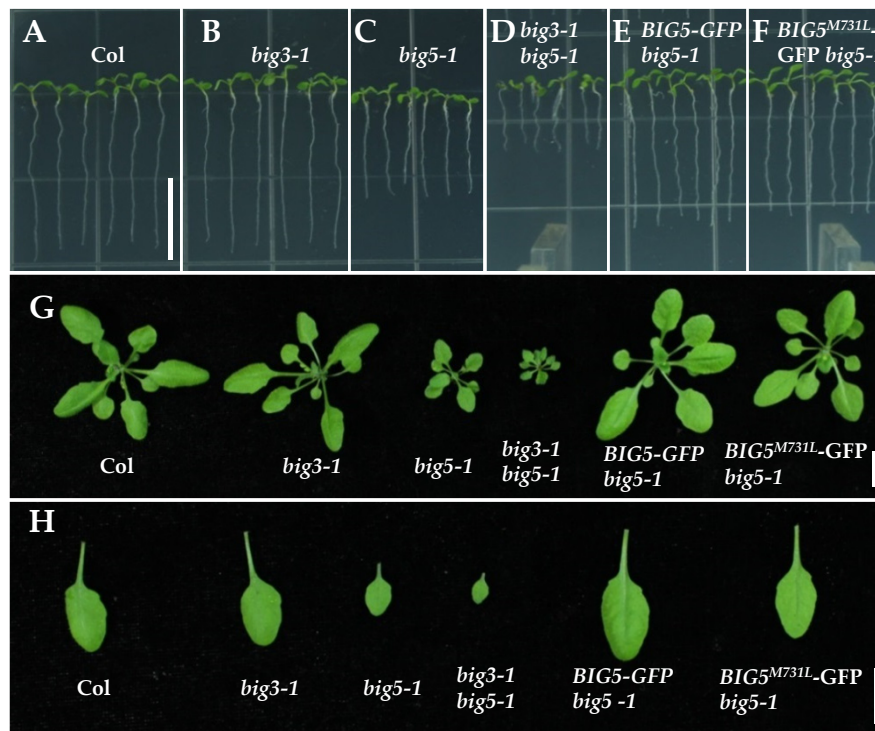 A
Col
B
big3-1
C
big5-1
D big3-1
big5-1
E BIG5-GFP
big5-1
F BIG5M731L-
GFP big5-1
G
Col
big3-1
big5-1
big3-1
big5-1
BIG5-GFP
big5-1
BIG5M731L-GFP
big5-1
H
Col
big3-1
big5-1
big3-1
big5-1
BIG5-GFP
big5 -1
BIG5M731L-GFP
big5-1